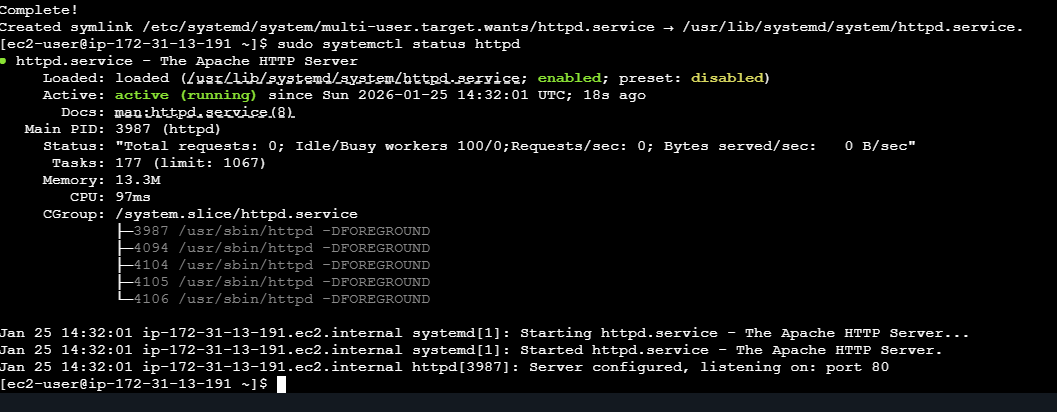 Complete!
Created symlink /etc/systemd/system/multi-user.target.wants/httpd.service → /usr/lib/systemd/system/httpd.service.
[ec2-user@ip-172-31-13-191 ~]$ sudo systemctl status httpd
● httpd.service - The Apache HTTP Server
Loaded: loaded (/usr/lib/systemd/system/httpd.service; enabled; preset: disabled)
Active: active (running) since Sun 2026-01-25 14:32:01 UTC; 18s ago
Docs: man:httpd.service(8)
Main PID: 3987 (httpd)
Status: "Total requests: 0; Idle/Busy workers 100/0;Requests/sec: 0; Bytes served/sec:   0 B/sec"
Tasks: 177 (limit: 1067)
Memory: 13.3M
CPU: 97ms
CGroup: /system.slice/httpd.service
├─3987 /usr/sbin/httpd -DFOREGROUND
├─4094 /usr/sbin/httpd -DFOREGROUND
├─4104 /usr/sbin/httpd -DFOREGROUND
├─4105 /usr/sbin/httpd -DFOREGROUND
└─4106 /usr/sbin/httpd -DFOREGROUND
Jan 25 14:32:01 ip-172-31-13-191.ec2.internal systemd[1]: Starting httpd.service - The Apache HTTP Server...
Jan 25 14:32:01 ip-172-31-13-191.ec2.internal systemd[1]: Started httpd.service - The Apache HTTP Server.
Jan 25 14:32:01 ip-172-31-13-191.ec2.internal httpd[3987]: Server configured, listening on: port 80
[ec2-user@ip-172-31-13-191 ~]$